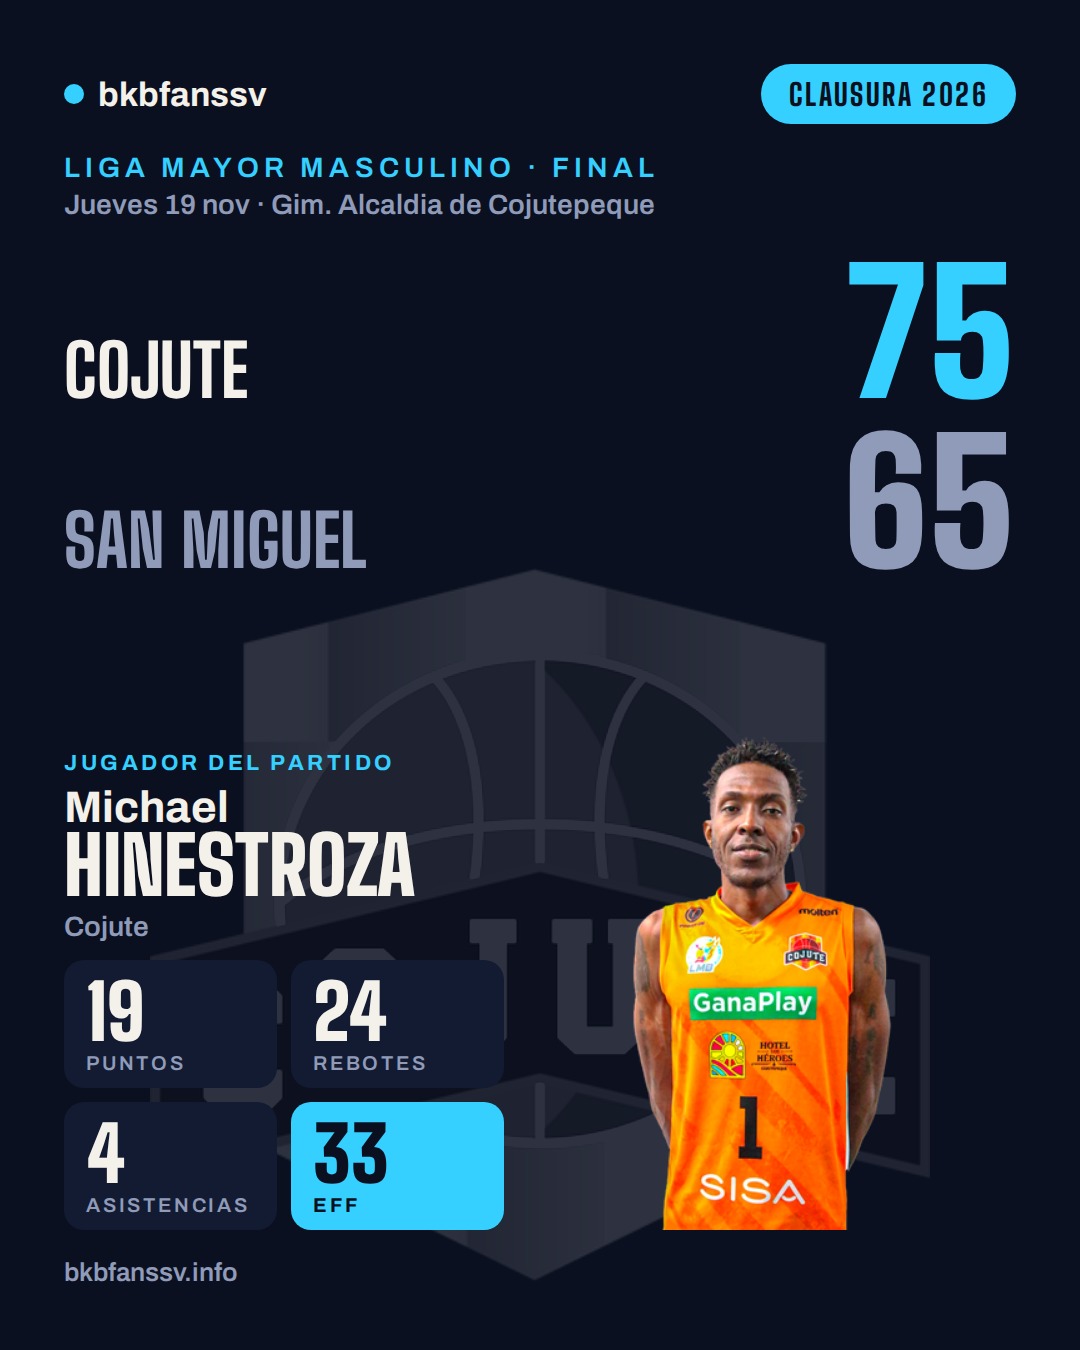 bkbfanssv
CLAUSURA 2026
LIGA MAYOR MASCULINO · FINAL
Jueves 19 nov · Gim. Alcaldia de Cojutepeque
COJUTE
75
SAN MIGUEL
65
JUGADOR DEL PARTIDO
Michael
HINESTROZA
Cojute
19
PUNTOS
24
REBOTES
4
ASISTENCIAS
33
EFF
molten
LMB
COJUTE
GanaPlay
HOTEL
HÉROES
1
SISA
bkbfanssv.info